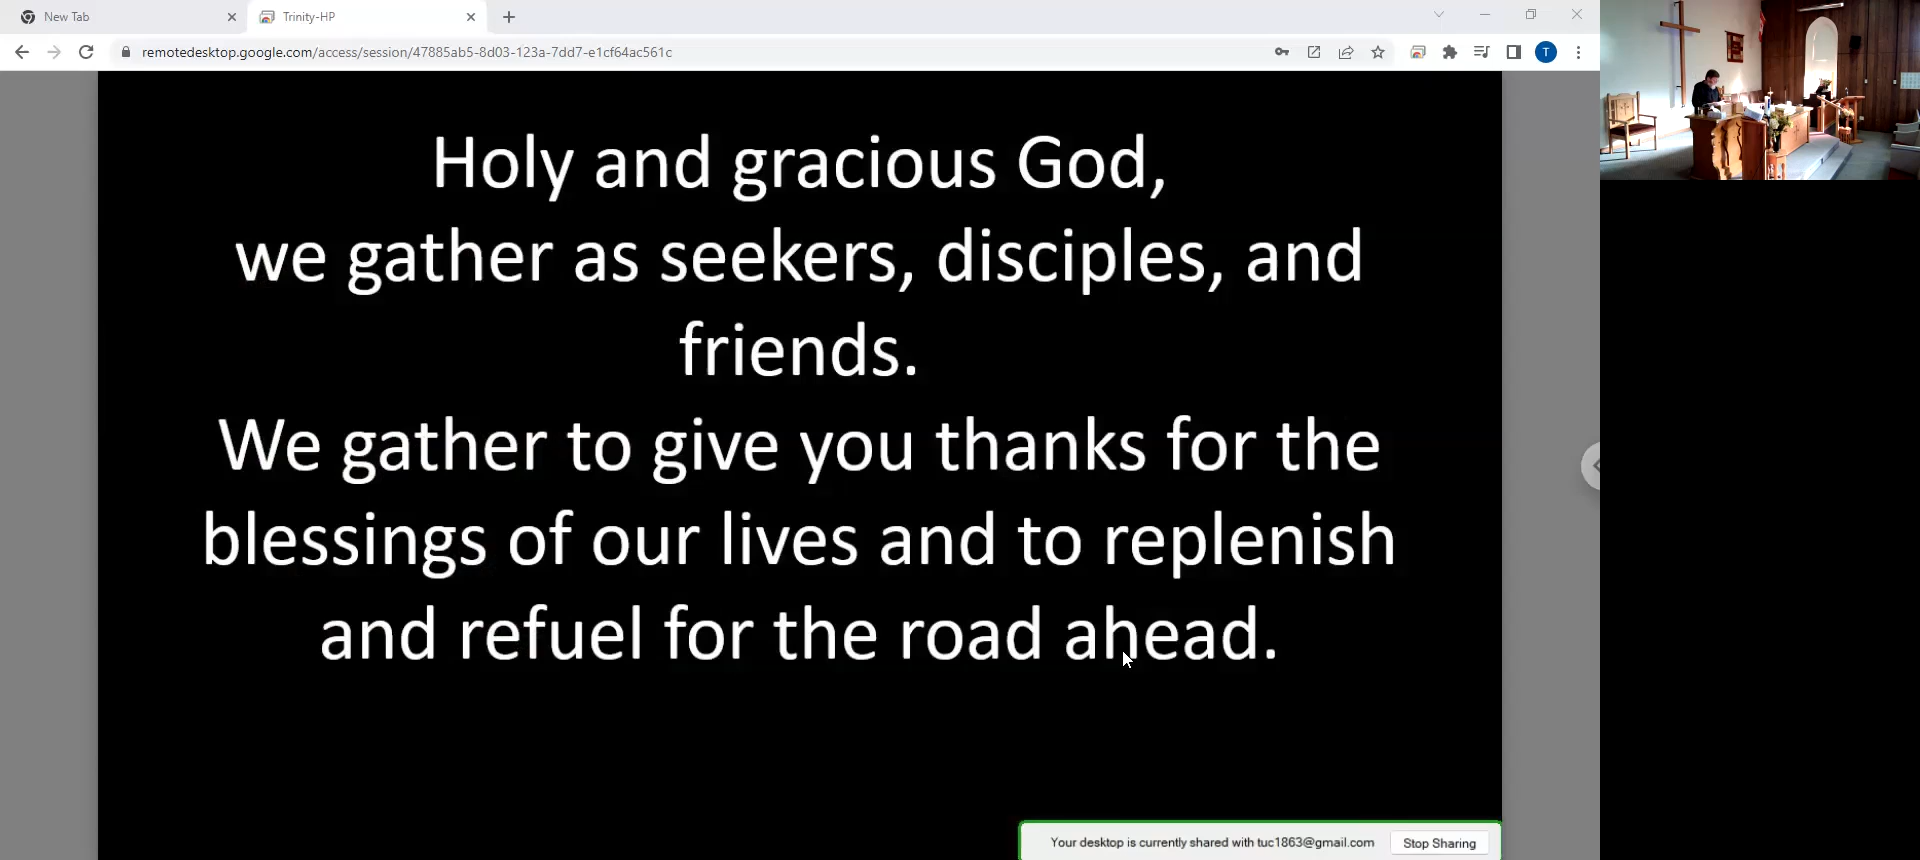 New Tab
Trinity-HP
remotedesktop.google.com/access/session/47885ab5-8d03-123a-7dd7-e1cf64ac561c
T
Holy and gracious God,
we gather as seekers, disciples, and
friends.
We gather to give you thanks for the
blessings of our lives and to replenish
and refuel for the road ahead.
Your desktop is currently shared with tuc1863@gmail.com
Stop Sharing